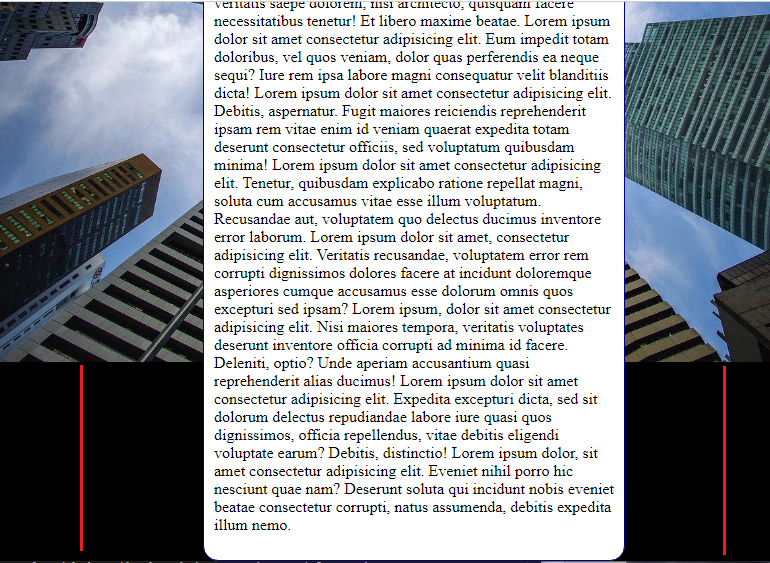 veritatis saepe dolorem, nisi architecto, quisquam facere
necessitatibus tenetur! Et libero maxime beatae. Lorem ipsum
dolor sit amet consectetur adipisicing elit. Eum impedit totam
doloribus, vel quos veniam, dolor quas perferendis ea neque
sequi? Iure rem ipsa labore magni consequatur velit blanditiis
dicta! Lorem ipsum dolor sit amet consectetur adipisicing elit.
Debitis, aspernatur. Fugit maiores reiciendis reprehenderit
ipsam rem vitae enim id veniam quaerat expedita totam
deserunt consectetur officiis, sed voluptatum quibusdam
minima! Lorem ipsum dolor sit amet consectetur adipisicing
elit. Tenetur, quibusdam explicabo ratione repellat magni,
soluta cum accusamus vitae esse illum voluptatum.
Recusandae aut, voluptatem quo delectus ducimus inventore
error laborum. Lorem ipsum dolor sit amet, consectetur
adipisicing elit. Veritatis recusandae, voluptatem error rem
corrupti dignissimos dolores facere at incidunt doloremque
asperiores cumque accusamus esse dolorum omnis quos
excepturi sed ipsam? Lorem ipsum, dolor sit amet consectetur
adipisicing elit. Nisi maiores tempora, veritatis voluptates
deserunt inventore officia corrupti ad minima id facere.
Deleniti, optio? Unde aperiam accusantium quasi
reprehenderit alias ducimus! Lorem ipsum dolor sit amet
consectetur adipisicing elit. Expedita excepturi dicta, sed sit
dolorum delectus repudiandae labore iure quasi quos
dignissimos, officia repellendus, vitae debitis eligendi
voluptate earum? Debitis, distinctio! Lorem ipsum dolor, sit
amet consectetur adipisicing elit. Eveniet nihil porro hic
nesciunt quae nam? Deserunt soluta qui incidunt nobis eveniet
beatae consectetur corrupti, natus assumenda, debitis expedita
illum nemo.